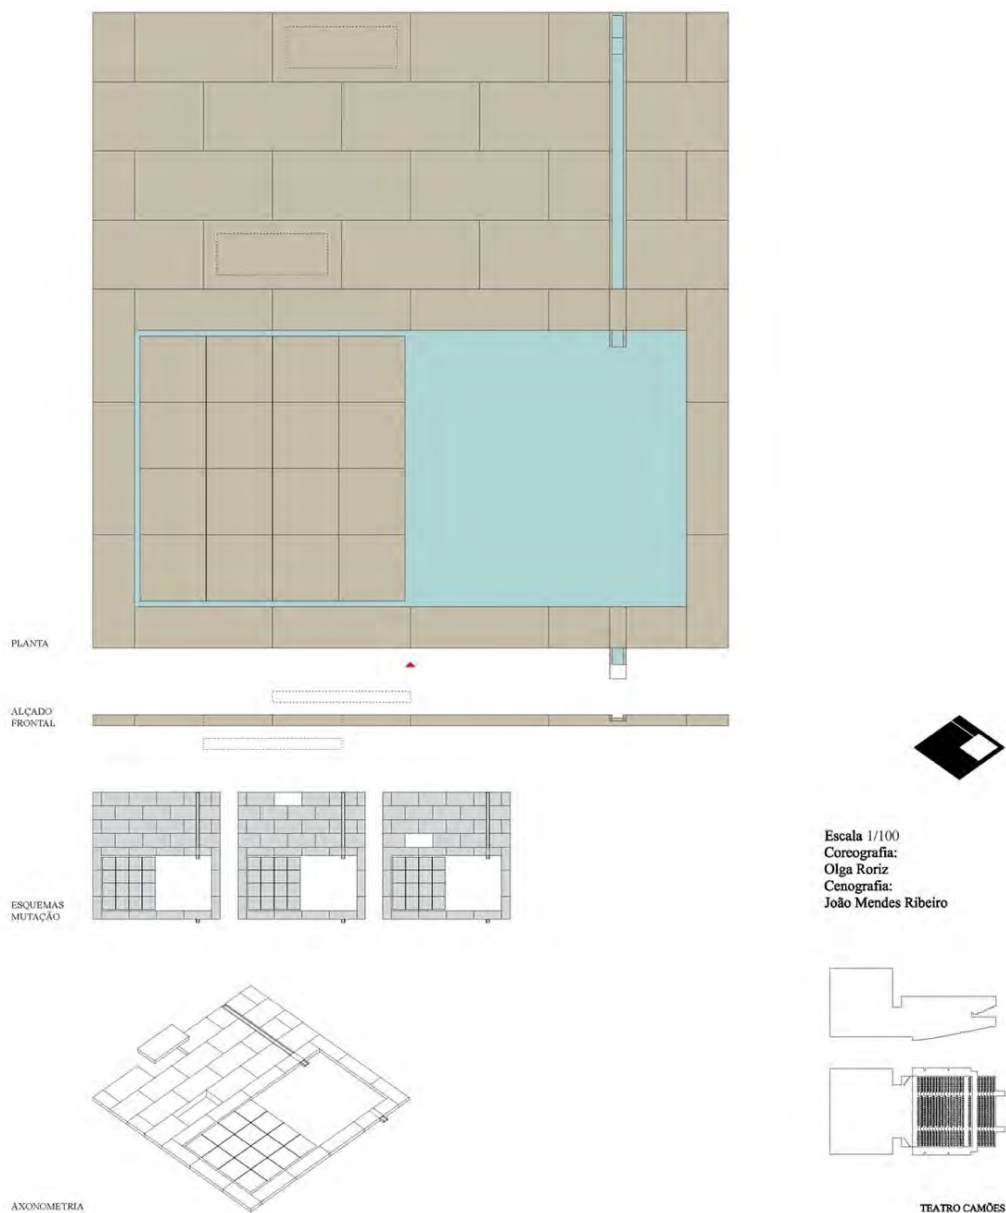 PLANTA
ALÇADO
FRONTAL
ESQUEMAS
MUTAÇÃO
Escala 1/100
Coreografia:
Olga Roriz
Cenografia:
João Mendes Ribeiro
AXONOMETRIA
TEATRO CAMÕES